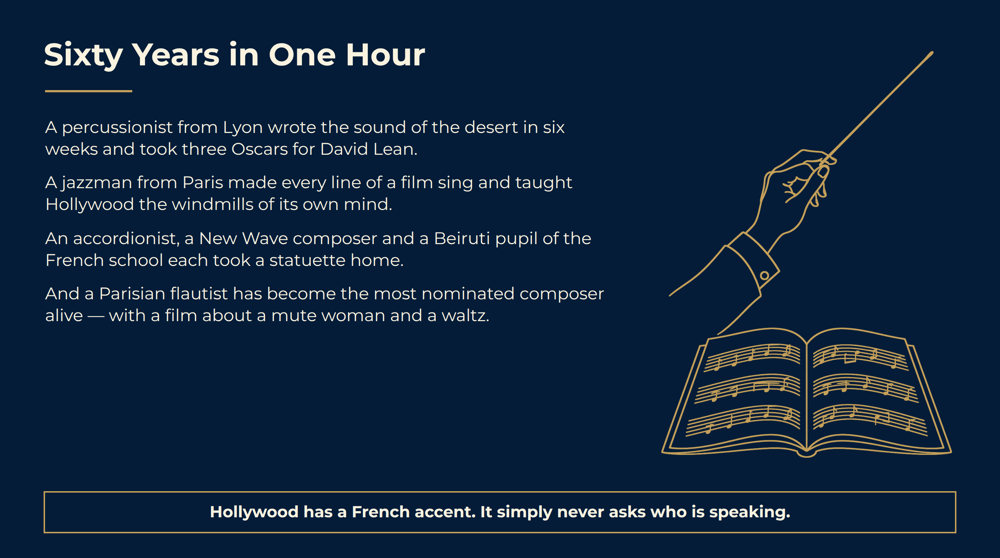 Sixty Years in One Hour
A percussionist from Lyon wrote the sound of the desert in six
weeks and took three Oscars for David Lean.
A jazzman from Paris made every line of a film sing and taught
Hollywood the windmills of its own mind.
An accordionist, a New Wave composer and a Beiruti pupil of the
French school each took a statuette home.
And a Parisian flautist has become the most nominated composer
alive — with a film about a mute woman and a waltz.
Hollywood has a French accent. It simply never asks who is speaking.